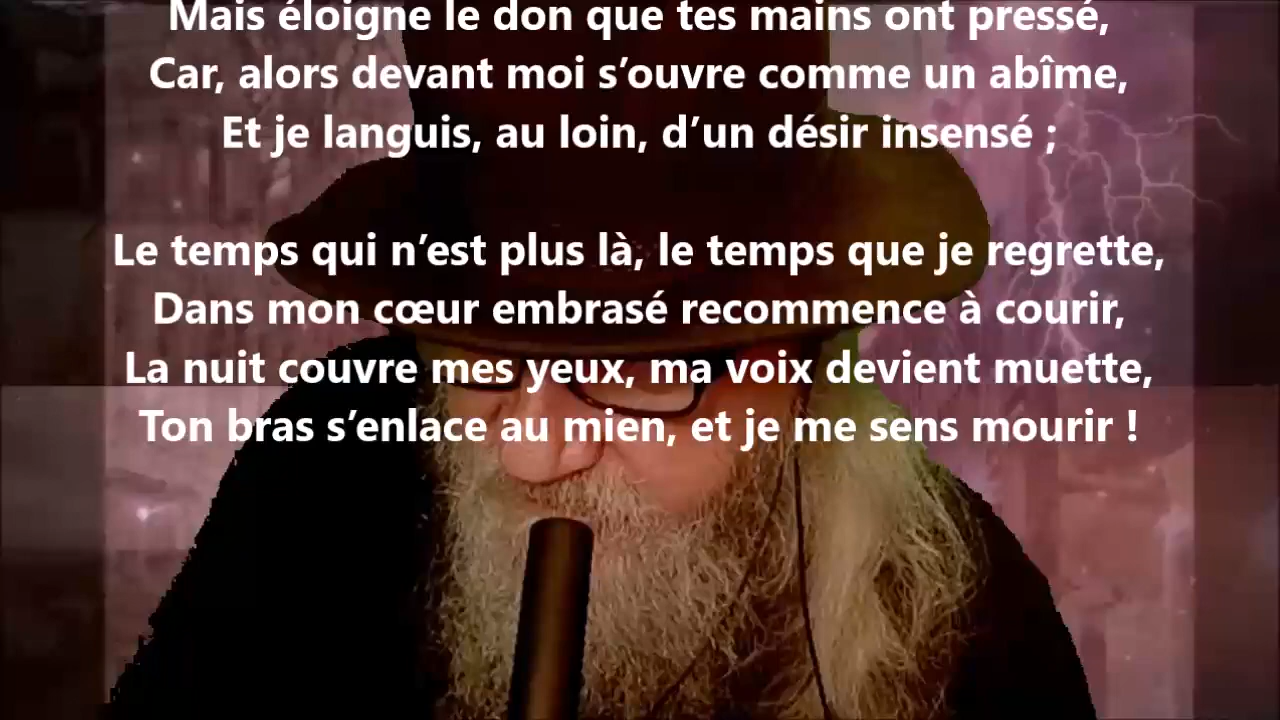 Mais éloigne le don que tes mains ont pressé,
Car, alors devant moi s’ouvre comme un abîme,
Et je languis, au loin, d’un désir insensé ;
Le temps qui n’est plus là, le temps que je regrette,
Dans mon cœur embrasé recommence à courir,
La nuit couvre mes yeux, ma voix devient muette,
Ton bras s’enlace au mien, et je me sens mourir !